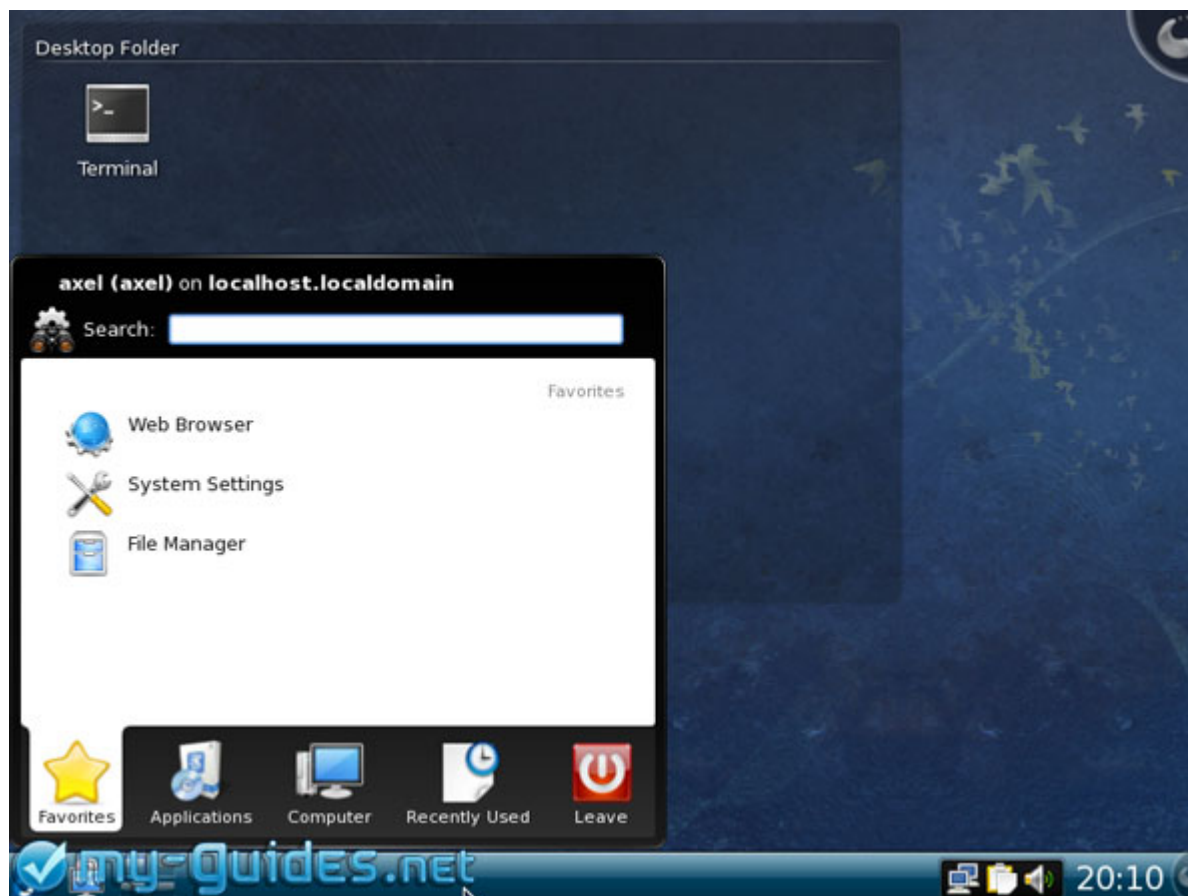 Desktop Folder
>_
Terminal
axel (axel) on localhost.localdomain
Search:
Favorites
Web Browser
System Settings
File Manager
Favorites
Applications
Computer
Recently Used
Leave
my-guides.net
20:10